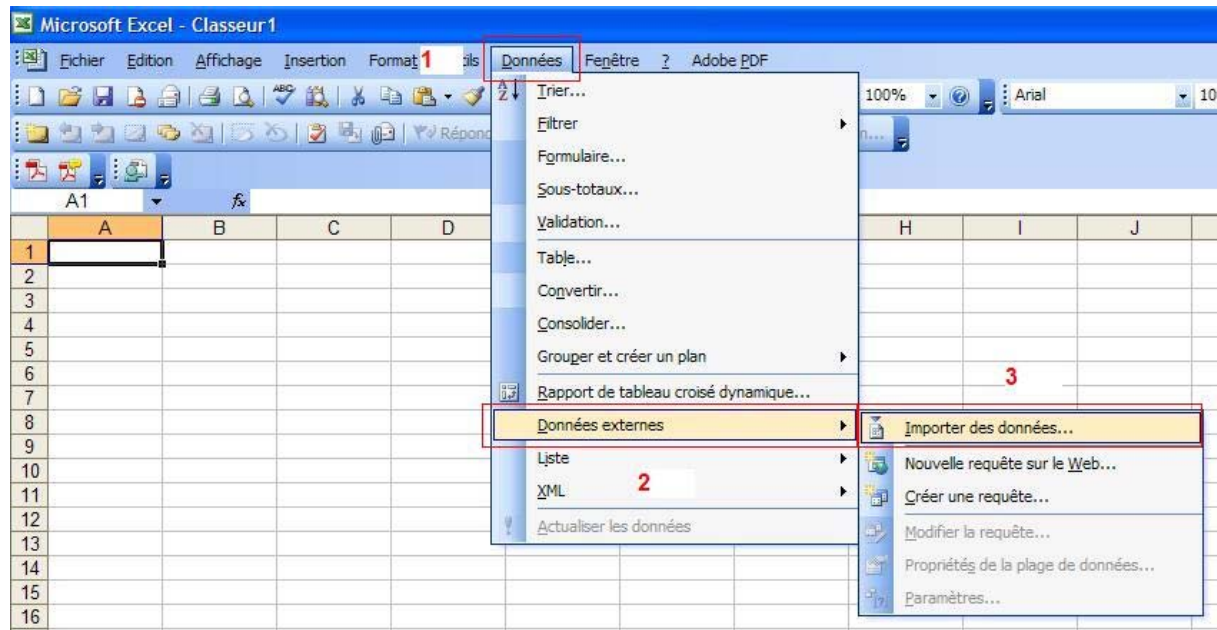 Microsoft Excel - Classeur1
Fichier Edition Affichage Insertion Format 1 ils Données Fenêtre ? Adobe PDF
100% Arial 10
Répond n...
A1 fx
A B C D H I J
1
2
3
4
5
6
7
8
9
10
11
12
13
14
15
16
Trier...
Filtrer
Formulaire...
Sous-totaux...
Validation...
Table...
Convertir...
Consolider...
Grouper et créer un plan
Rapport de tableau croisé dynamique...
Données externes
Liste
XML 2
Actualiser les données
3
Importer des données...
Nouvelle requête sur le Web...
Créer une requête...
Modifier la requête...
Propriétés de la plage de données...
Paramètres...